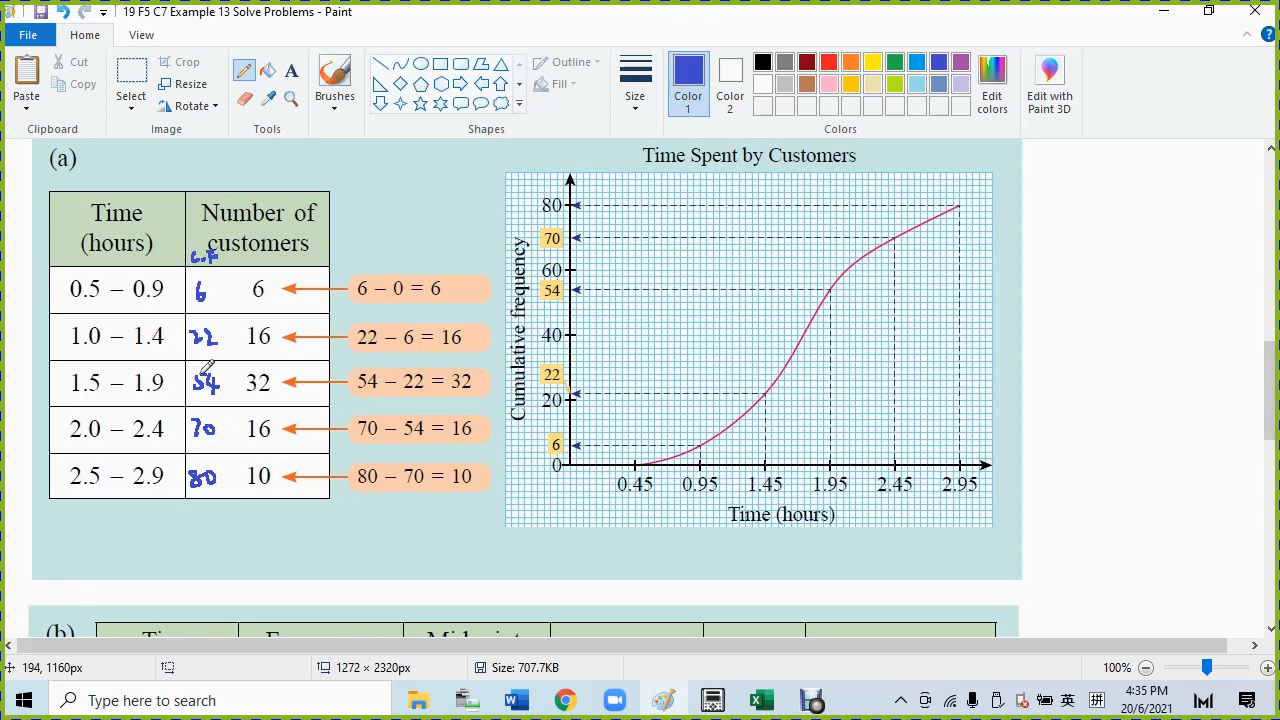 19 F5 C7 Example 13 Solve Problems - Paint
File
Home
View
Paste
Cut
Copy
Clipboard
Select
Crop
Resize
Rotate
Image
A
Tools
Brushes
Outline
Fill
Shapes
Size
Color 1
Color 2
Edit colors
Colors
Edit with Paint 3D
(a)
Time (hours)
Number of customers
C.F
0.5 – 0.9
6
6
6 – 0 = 6
1.0 – 1.4
22
16
22 – 6 = 16
1.5 – 1.9
54
32
54 – 22 = 32
2.0 – 2.4
70
16
70 – 54 = 16
2.5 – 2.9
80
10
80 – 70 = 10
Time Spent by Customers
Cumulative frequency
80
70
60
54
40
22
20
6
0
0.45 0.95 1.45 1.95 2.45 2.95
Time (hours)
(b)
194, 1160px
1272 × 2320px
Size: 707.7KB
100%
Type here to search
英
拼
4:35 PM
20/6/2021